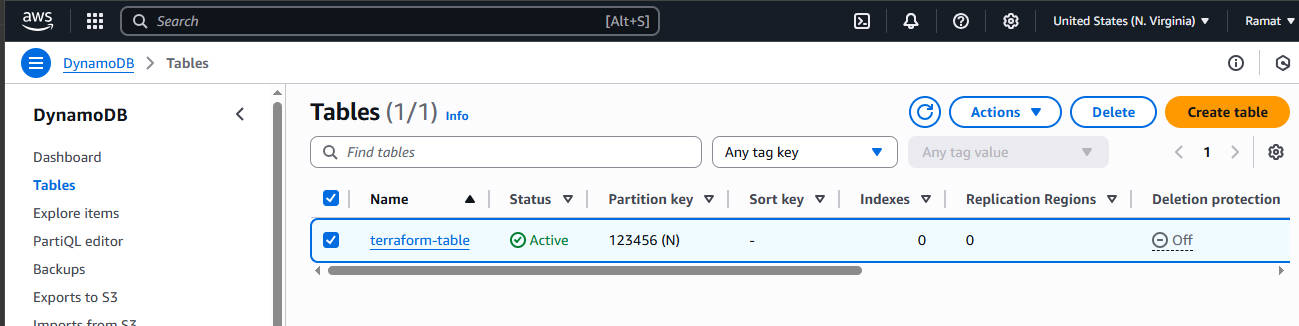 aws Search [Alt+S] United States (N. Virginia) Ramat
DynamoDB > Tables
DynamoDB
Dashboard
Tables
Explore items
PartiQL editor
Backups
Exports to S3
Imports from S3
Tables (1/1) Info
Actions Delete Create table
Find tables Any tag key Any tag value 1
Name Status Partition key Sort key Indexes Replication Regions Deletion protection
terraform-table Active 123456 (N) - 0 0 Off